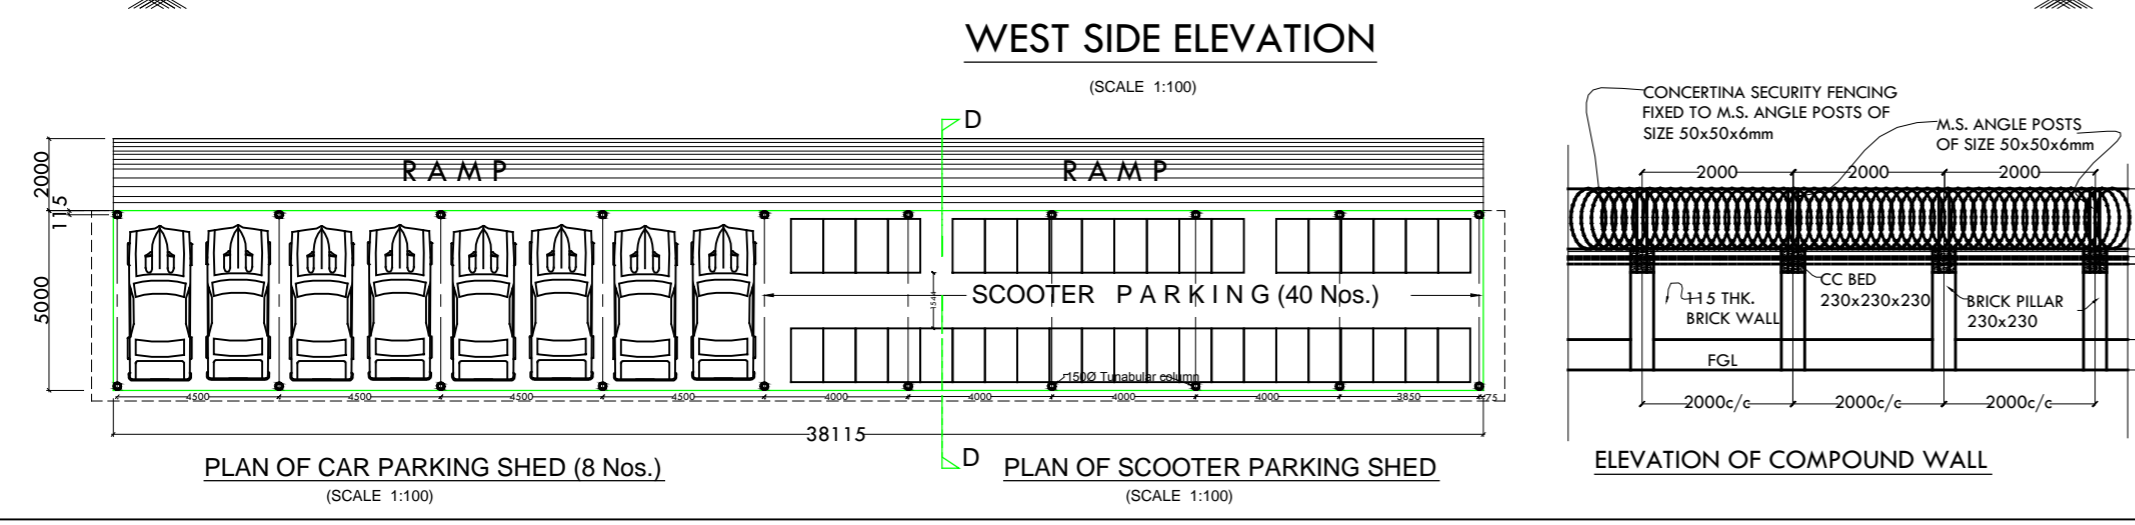 WEST SIDE ELEVATION
(SCALE 1:100)
D
RAMP
RAMP
2000
115
5000
SCOOTER PARKING (40 Nos.)
1544
150Ø Tunabular column
4500
4500
4500
4500
4000
4000
4000
4000
3850
75
38115
D
PLAN OF CAR PARKING SHED (8 Nos.)
(SCALE 1:100)
PLAN OF SCOOTER PARKING SHED
(SCALE 1:100)
CONCERTINA SECURITY FENCING
FIXED TO M.S. ANGLE POSTS OF
SIZE 50x50x6mm
M.S. ANGLE POSTS
OF SIZE 50x50x6mm
2000
2000
2000
115 THK.
BRICK WALL
CC BED
230x230x230
BRICK PILLAR
230x230
FGL
2000c/c
2000c/c
2000c/c
ELEVATION OF COMPOUND WALL